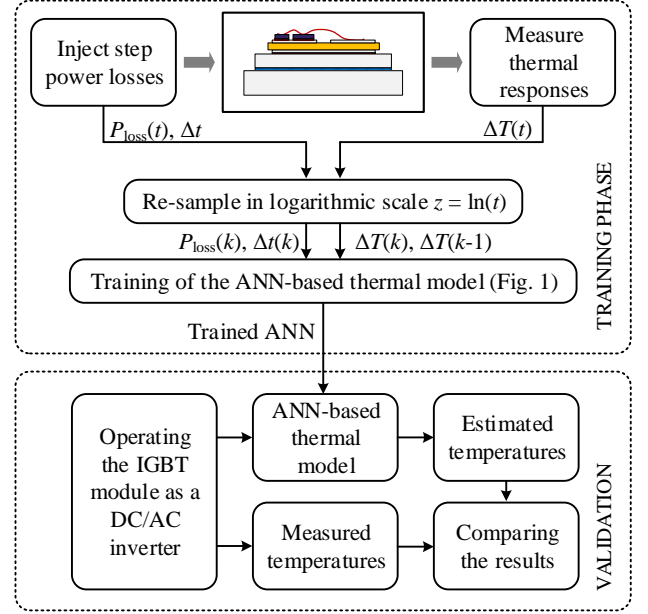 Inject step
power losses
Measure
thermal
responses
P_loss(t), Δt
ΔT(t)
Re-sample in logarithmic scale z = ln(t)
P_loss(k), Δt(k)
ΔT(k), ΔT(k-1)
Training of the ANN-based thermal model (Fig. 1)
TRAINING PHASE
Trained ANN
Operating
the IGBT
module as a
DC/AC
inverter
ANN-based
thermal
model
Estimated
temperatures
Measured
temperatures
Comparing
the results
VALIDATION